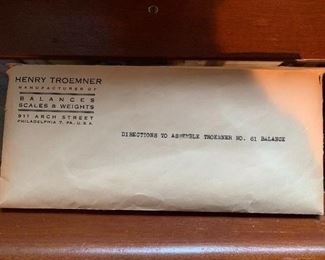 HENRY TROEMNER
MANUFACTURER OF
BALANCES
SCALES & WEIGHTS
911 ARCH STREET
PHILADELPHIA 7, PA., U.S.A.
DIRECTIONS TO ASSEMBLE TROEMNER NO. 81 BALANCE